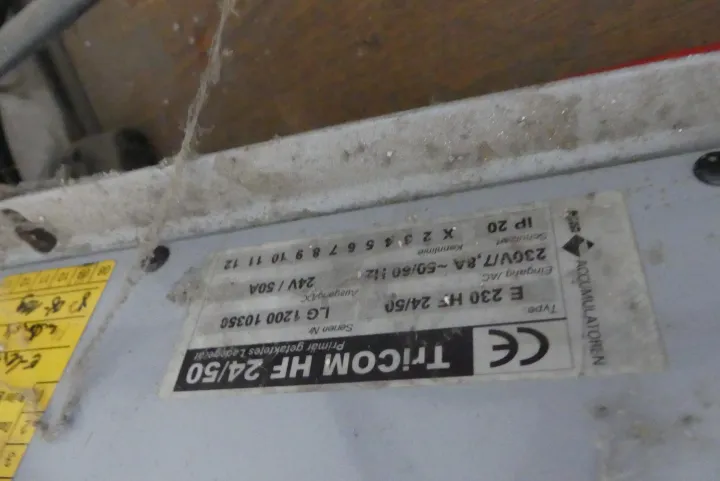 TriCOM HF 24/50
Primär getaktetes Ladegerät
CE
Type
E 230 HF 24/50
Serien Nr
LG 1200 10350
Eingang /AC
230V/7,8A ~50/60 Hz
Ausgang/DC
24V / 50A
Kennlinie
X 2 3 4 5 6 7 8 9 10 11 12
Schutzart
IP 20
ACCUMULATOREN